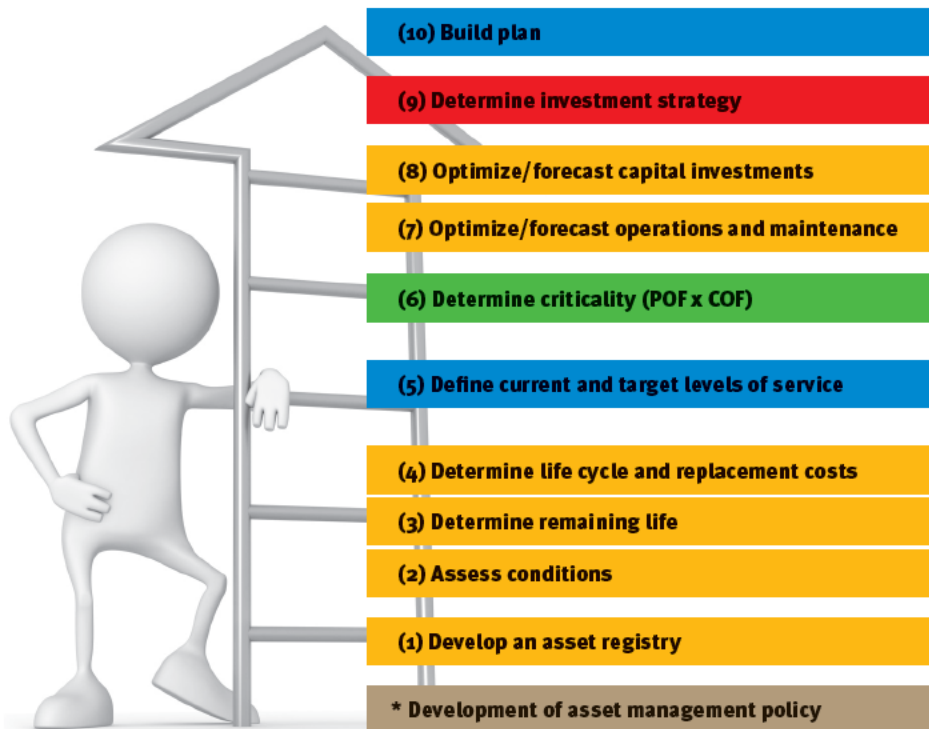 (10) Build plan
(9) Determine investment strategy
(8) Optimize/forecast capital investments
(7) Optimize/forecast operations and maintenance
(6) Determine criticality (POF x COF)
(5) Define current and target levels of service
(4) Determine life cycle and replacement costs
(3) Determine remaining life
(2) Assess conditions
(1) Develop an asset registry
* Development of asset management policy